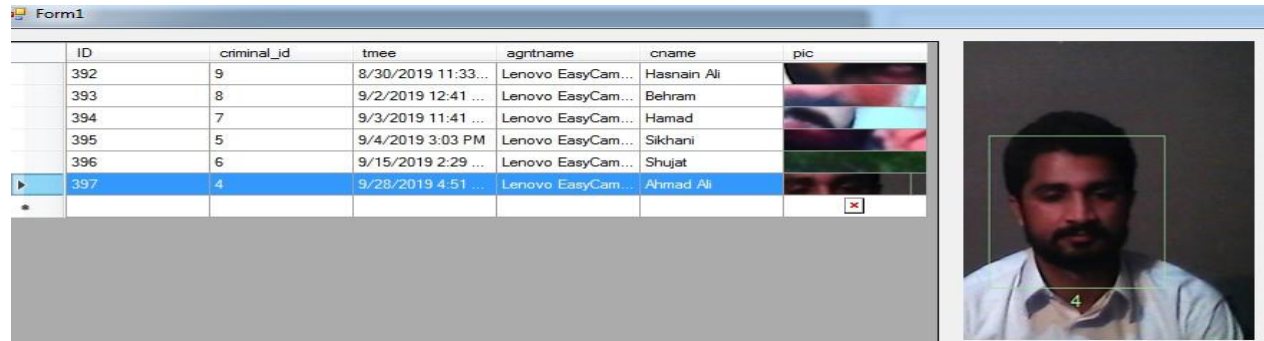 Form1
ID criminal_id tmee agntname cname pic
392 9 8/30/2019 11:33... Lenovo EasyCam... Hasnain Ali
393 8 9/2/2019 12:41 ... Lenovo EasyCam... Behram
394 7 9/3/2019 11:41 ... Lenovo EasyCam... Hamad
395 5 9/4/2019 3:03 PM Lenovo EasyCam... Sikhani
396 6 9/15/2019 2:29 ... Lenovo EasyCam... Shujat
397 4 9/28/2019 4:51 ... Lenovo EasyCam... Ahmad Ali
4